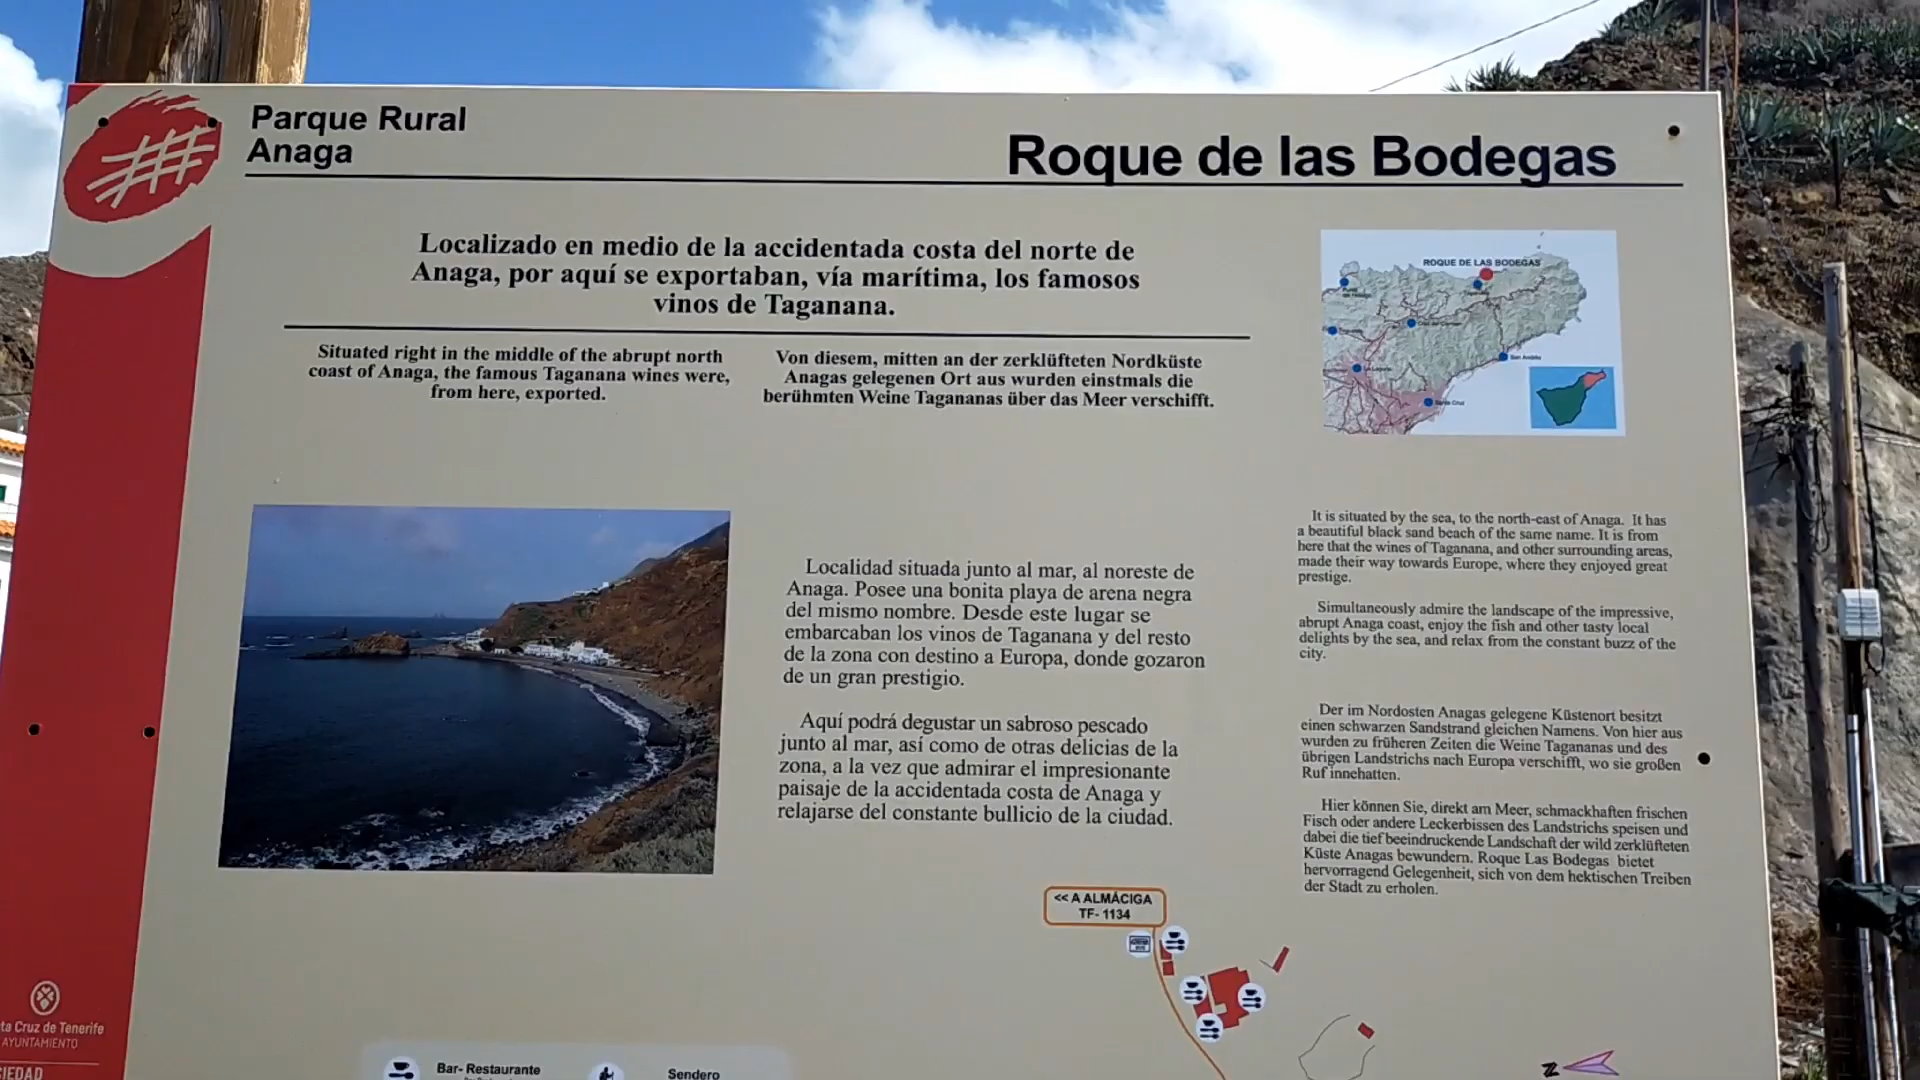 Parque Rural
Anaga
Roque de las Bodegas
Localizado en medio de la accidentada costa del norte de
Anaga, por aquí se exportaban, vía marítima, los famosos
vinos de Taganana.
Situated right in the middle of the abrupt north
coast of Anaga, the famous Taganana wines were,
from here, exported.
Von diesem, mitten an der zerklüfteten Nordküste
Anagas gelegenen Ort aus wurden einstmals die
berühmten Weine Tagananas über das Meer verschifft.
ROQUE DE LAS BODEGAS
San Andrés
Santa Cruz
Localidad situada junto al mar, al noreste de
Anaga. Posee una bonita playa de arena negra
del mismo nombre. Desde este lugar se
embarcaban los vinos de Taganana y del resto
de la zona con destino a Europa, donde gozaron
de un gran prestigio.
Aquí podrá degustar un sabroso pescado
junto al mar, así como de otras delicias de la
zona, a la vez que admirar el impresionante
paisaje de la accidentada costa de Anaga y
relajarse del constante bullicio de la ciudad.
It is situated by the sea, to the north-east of Anaga. It has
a beautiful black sand beach of the same name. It is from
here that the wines of Taganana, and other surrounding areas,
made their way towards Europe, where they enjoyed great
prestige.
Simultaneously admire the landscape of the impressive,
abrupt Anaga coast, enjoy the fish and other tasty local
delights by the sea, and relax from the constant buzz of the
city.
Der im Nordosten Anagas gelegene Küstenort besitzt
einen schwarzen Sandstrand gleichen Namens. Von hier aus
wurden zu früheren Zeiten die Weine Tagananas und des
übrigen Landstrichs nach Europa verschifft, wo sie großen
Ruf innehatten.
Hier können Sie, direkt am Meer, schmackhaften frischen
Fisch oder andere Leckerbissen des Landstrichs speisen und
dabei die tief beeindruckende Landschaft der wild zerklüfteten
Küste Anagas bewundern. Roque Las Bodegas bietet
hervorragend Gelegenheit, sich von dem hektischen Treiben
der Stadt zu erholen.
<< A ALMÁCIGA
TF- 1134
ta Cruz de Tenerife
AYUNTAMIENTO
IEDAD
Bar- Restaurante
Sendero
N